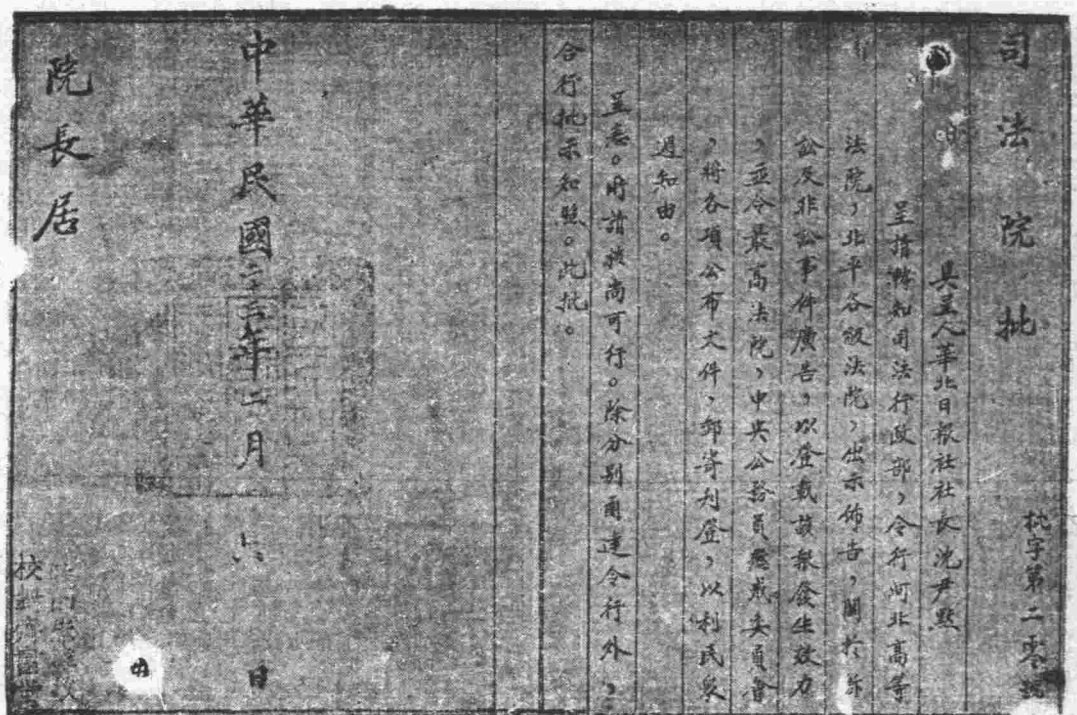 司法院批
批字第二零號
具呈人華北日報社社長沈尹默
呈請轉知司法行政部，令行河北高等
法院，北平各級法院，出示佈告，關於訴
訟及非訟事件廣告，以登載該報發生效力
，並令最高法院，中央公務員懲戒委員會
，將各項公布文件，郵寄刊登，以利民眾
週知由。
呈悉。所請核尚可行。除分別函達令行外，
合行批示知照。此批。
中華民國二十三年二月六日
院長居
校對